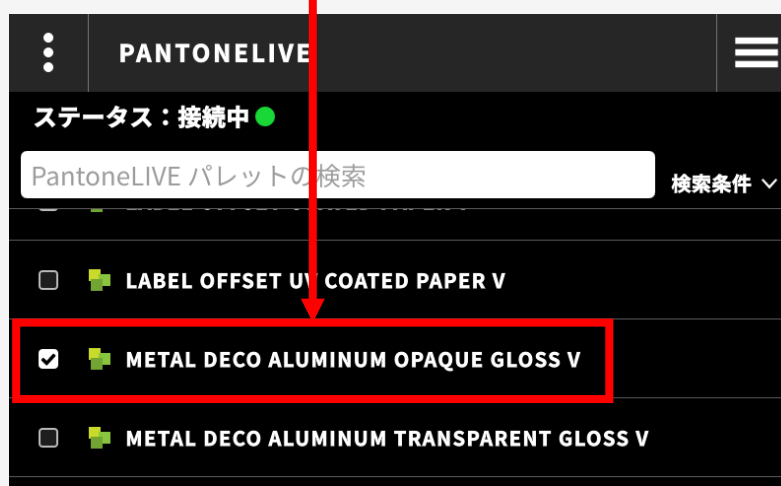 PANTONELIVE
ステータス：接続中
PantoneLIVE パレットの検索
検索条件
LABEL OFFSET UV COATED PAPER V
METAL DECO ALUMINUM OPAQUE GLOSS V
METAL DECO ALUMINUM TRANSPARENT GLOSS V